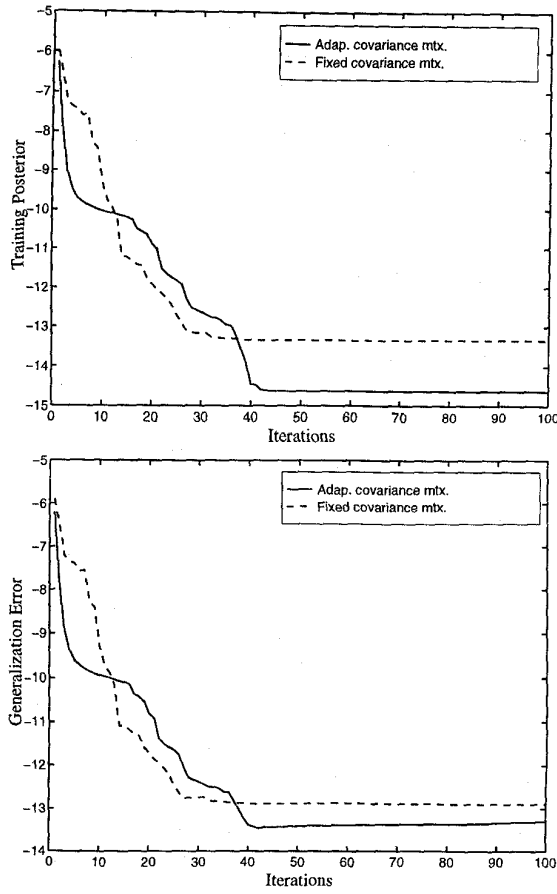 -5
-6
-7
-8
-9
-10
-11
-12
-13
-14
-15
Training Posterior
Adap. covariance mtx.
Fixed covariance mtx.
0 10 20 30 40 50 60 70 80 90 100
Iterations
-5
-6
-7
-8
-9
-10
-11
-12
-13
-14
Generalization Error
Adap. covariance mtx.
Fixed covariance mtx.
0 10 20 30 40 50 60 70 80 90 100
Iterations